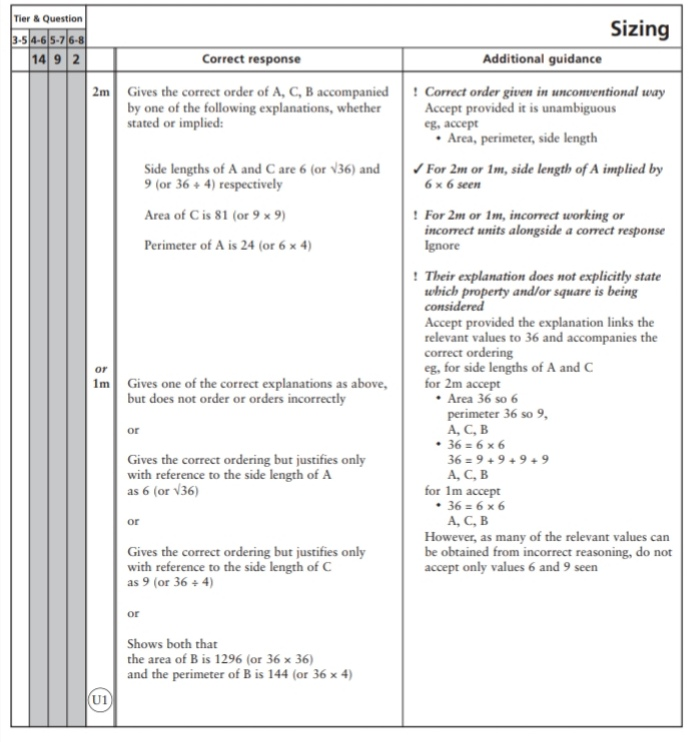 Tier & Question
Sizing
3-5 4-6 5-7 6-8
14 9 2
Correct response
Additional guidance
2m
Gives the correct order of A, C, B accompanied
by one of the following explanations, whether
stated or implied:
Side lengths of A and C are 6 (or √36) and
9 (or 36 ÷ 4) respectively
Area of C is 81 (or 9 × 9)
Perimeter of A is 24 (or 6 × 4)
or
1m
Gives one of the correct explanations as above,
but does not order or orders incorrectly
or
Gives the correct ordering but justifies only
with reference to the side length of A
as 6 (or √36)
or
Gives the correct ordering but justifies only
with reference to the side length of C
as 9 (or 36 ÷ 4)
or
Shows both that
the area of B is 1296 (or 36 × 36)
and the perimeter of B is 144 (or 36 × 4)
U1
! Correct order given in unconventional way
Accept provided it is unambiguous
eg, accept
• Area, perimeter, side length
✓ For 2m or 1m, side length of A implied by
6 × 6 seen
! For 2m or 1m, incorrect working or
incorrect units alongside a correct response
Ignore
! Their explanation does not explicitly state
which property and/or square is being
considered
Accept provided the explanation links the
relevant values to 36 and accompanies the
correct ordering
eg, for side lengths of A and C
for 2m accept
• Area 36 so 6
perimeter 36 so 9,
A, C, B
• 36 = 6 × 6
36 = 9 + 9 + 9 + 9
A, C, B
for 1m accept
• 36 = 6 × 6
A, C, B
However, as many of the relevant values can
be obtained from incorrect reasoning, do not
accept only values 6 and 9 seen